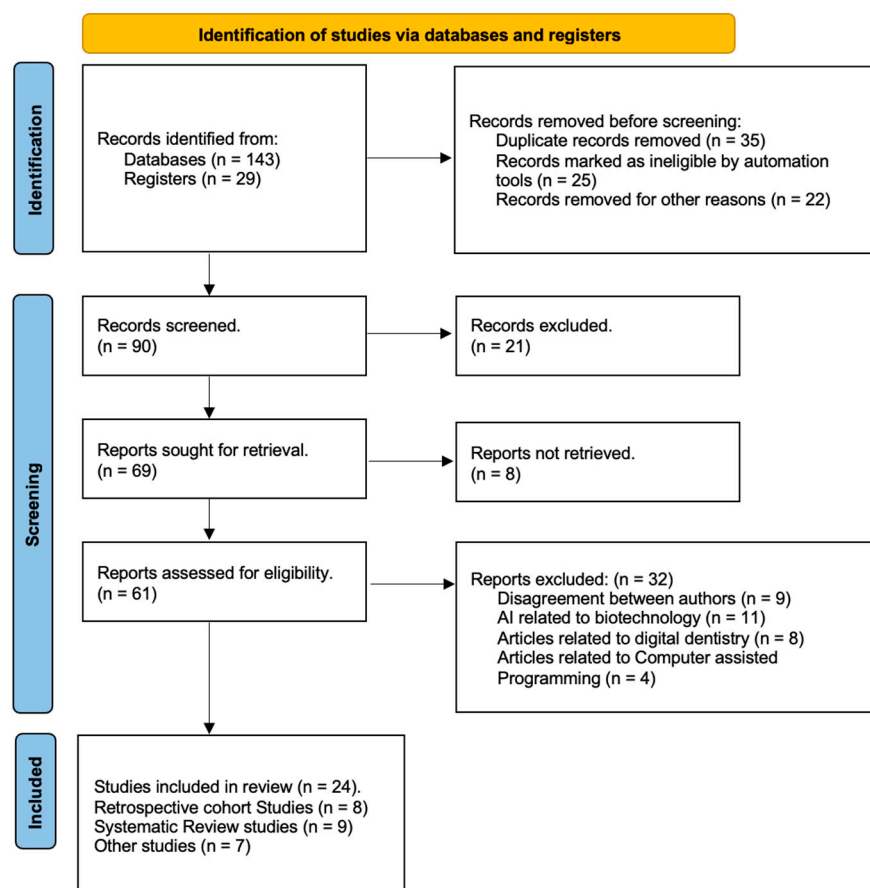 Identification of studies via databases and registers
Identification
Records identified from:
Databases (n = 143)
Registers (n = 29)
Records removed before screening:
Duplicate records removed (n = 35)
Records marked as ineligible by automation
tools (n = 25)
Records removed for other reasons (n = 22)
Screening
Records screened.
(n = 90)
Records excluded.
(n = 21)
Reports sought for retrieval.
(n = 69)
Reports not retrieved.
(n = 8)
Reports assessed for eligibility.
(n = 61)
Reports excluded: (n = 32)
Disagreement between authors (n = 9)
AI related to biotechnology (n = 11)
Articles related to digital dentistry (n = 8)
Articles related to Computer assisted
Programming (n = 4)
Included
Studies included in review (n = 24).
Retrospective cohort Studies (n = 8)
Systematic Review studies (n = 9)
Other studies (n = 7)